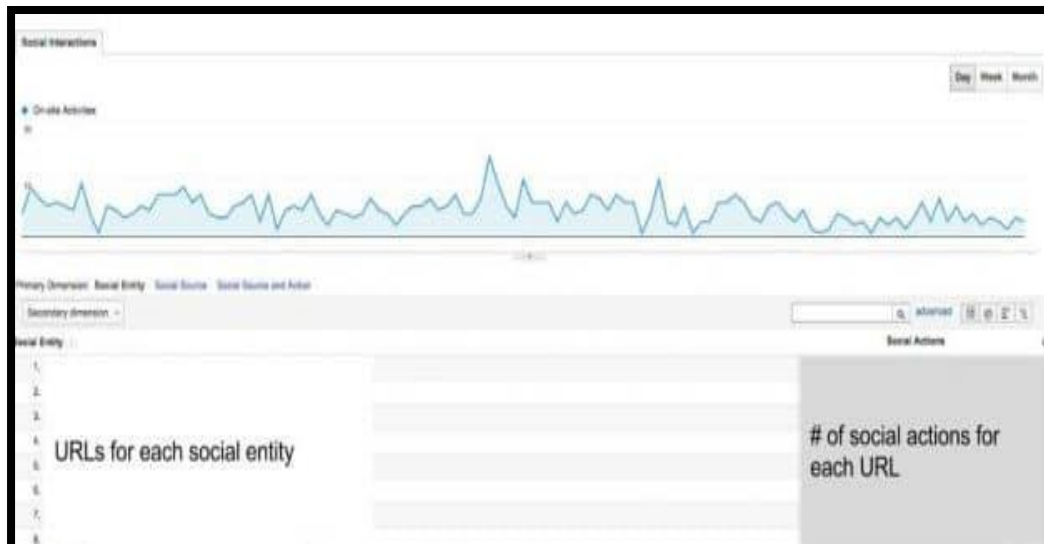 Social Interactions
Day Week Month
On-site Activities
Primary Dimension: Social Entity Social Source Social Source and Action
Secondary dimension
advanced
Social Entity Social Actions
1.
2.
3.
4.
URLs for each social entity
# of social actions for
each URL
5.
6.
7.
8.